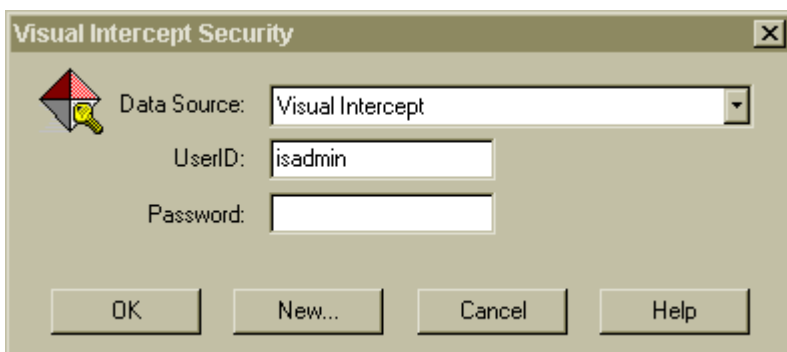 Visual Intercept Security
Data Source: Visual Intercept
UserID: isadmin
Password:
OK New... Cancel Help